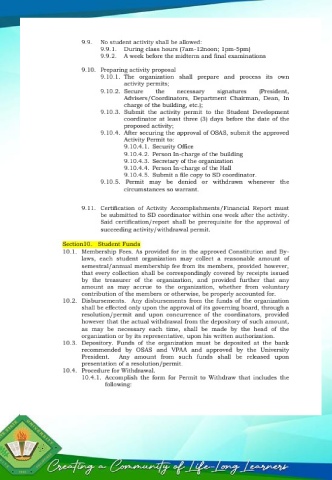 9.9. No student activity shall be allowed:
9.9.1. During class hours (7am-12noon; 1pm-5pm)
9.9.2. A week before the midterm and final examinations
9.10. Preparing activity proposal
9.10.1. The organization shall prepare and process its own
activity permits;
9.10.2. Secure the necessary signatures (President,
Advisers/Coordinators, Department Chairman, Dean, In
charge of the building, etc.);
9.10.3. Submit the activity permit to the Student Development
coordinator at least three (3) days before the date of the
proposed activity;
9.10.4. After securing the approval of OSAS, submit the approved
Activity Permit to:
9.10.4.1. Security Office
9.10.4.2. Person In-charge of the building
9.10.4.3. Secretary of the organization
9.10.4.4. Person In-charge of the Hall
9.10.4.5. Submit a file copy to SD coordinator.
9.10.5. Permit may be denied or withdrawn whenever the
circumstances so warrant.
9.11. Certification of Activity Accomplishments/Financial Report must
be submitted to SD coordinator within one week after the activity.
Said certification/report shall be prerequisite for the approval of
succeeding activity/withdrawal permit.
Section10. Student Funds
10.1. Membership Fees. As provided for in the approved Constitution and By-
laws, each student organization may collect a reasonable amount of
semestral/annual membership fee from its members, provided however,
that every collection shall be correspondingly covered by receipts issued
by the treasurer of the organization, and provided further that any
amount as may accrue to the organization, whether from voluntary
contribution of the members or otherwise, be properly accounted for.
10.2. Disbursements. Any disbursements from the funds of the organization
shall be effected only upon the approval of its governing board, through a
resolution/permit and upon concurrence of the coordinators, provided
however that the actual withdrawal from the depository of such amount,
as may be necessary each time, shall be made by the head of the
organization or by its representative, upon his written authorization.
10.3. Depository. Funds of the organization must be deposited at the bank
recommended by OSAS and VPAA and approved by the University
President. Any amount from such funds shall be released upon
presentation of a resolution/permit.
10.4. Procedure for Withdrawal.
10.4.1. Accomplish the form for Permit to Withdraw that includes the
following:
Creating a Community of Life-Long Learners